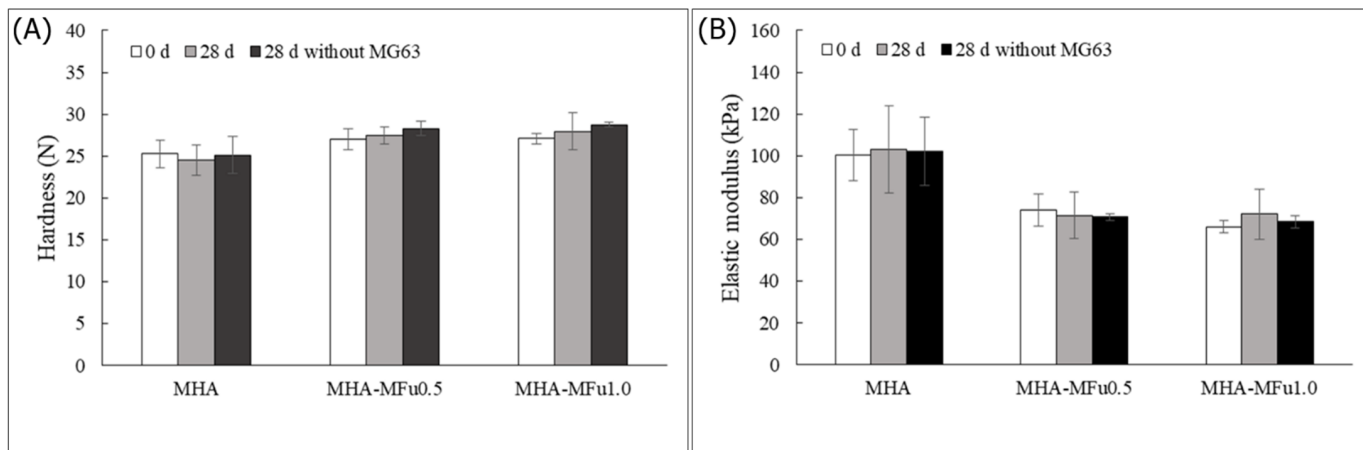 (A)
40
35
30
25
20
15
10
5
0
Hardness (N)
0 d 28 d 28 d without MG63
MHA MHA-MFu0.5 MHA-MFu1.0
(B)
160
140
120
100
80
60
40
20
0
Elastic modulus (kPa)
0 d 28 d 28 d without MG63
MHA MHA-MFu0.5 MHA-MFu1.0